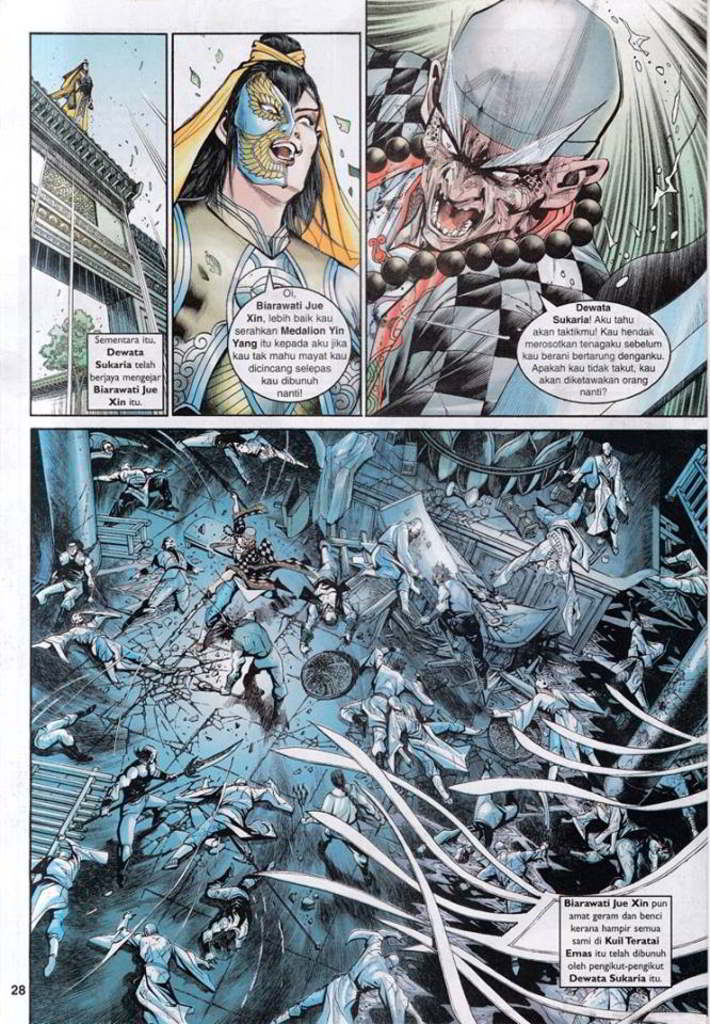 Sementara itu,
Dewata
Sukaria telah
berjaya mengejar
Biarawati Jue
Xin itu.
Oi,
Biarawati Jue
Xin, lebih baik kau
serahkan Medalion Yin
Yang itu kepada aku jika
kau tak mahu mayat kau
dicincang selepas
kau dibunuh
nanti!
Dewata
Sukaria! Aku tahu
akan taktikmu! Kau hendak
merosotkan tenagaku sebelum
kau berani bertarung denganku.
Apakah kau tidak takut, kau
akan diketawakan orang
nanti?
Biarawati Jue Xin pun
amat geram dan benci
kerana hampir semua
sami di Kuil Teratai
Emas itu telah dibunuh
oleh pengikut-pengikut
Dewata Sukaria itu.
28